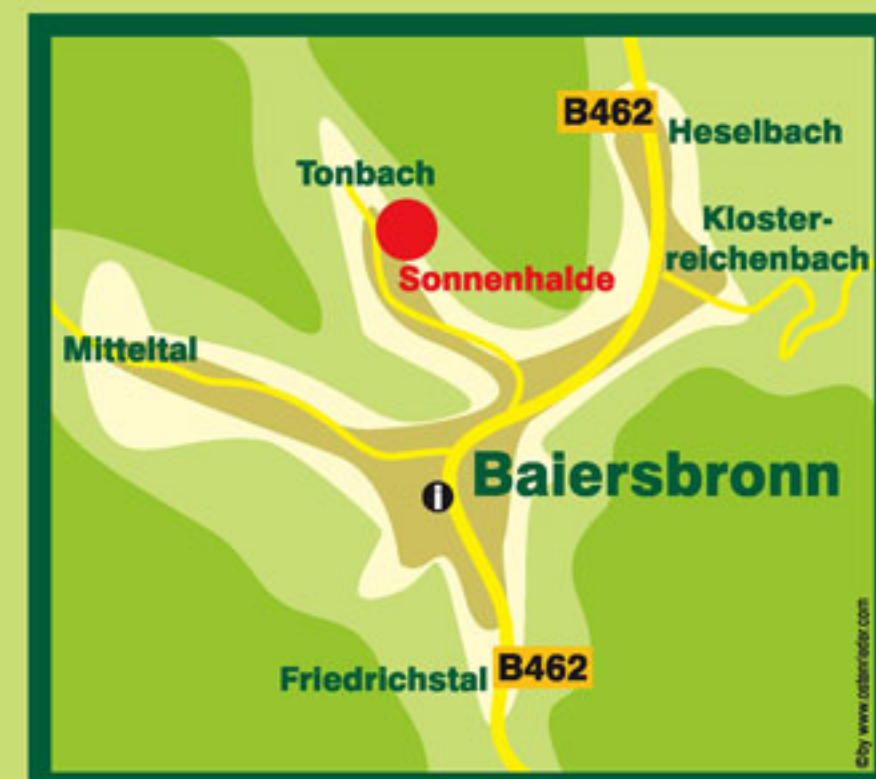 B462
Heselbach
Tonbach
Kloster-
reichenbach
Sonnenhalde
Mitteltal
Baiersbronn
i
Friedrichstal
B462
©by www.ostenrieder.com